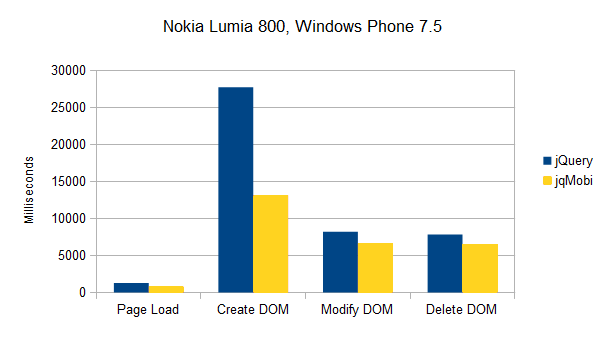 Nokia Lumia 800, Windows Phone 7.5
30000
25000
20000
15000
10000
5000
0
Milliseconds
Page Load
Create DOM
Modify DOM
Delete DOM
jQuery
jqMobi